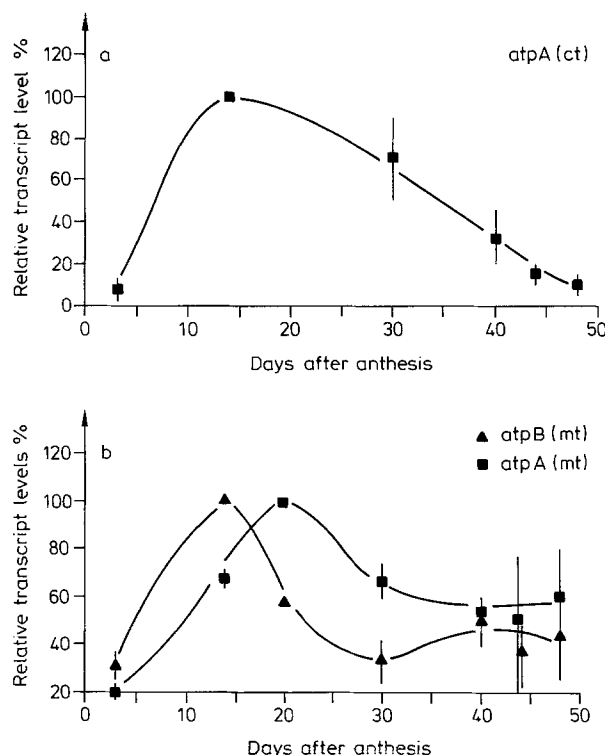 a
atpA (ct)
Relative transcript level %
120
100
80
60
40
20
0
0 10 20 30 40 50
Days after anthesis
b
▲ atpB (mt)
■ atpA (mt)
Relative transcript levels %
120
100
80
60
40
20
0 10 20 30 40 50
Days after anthesis